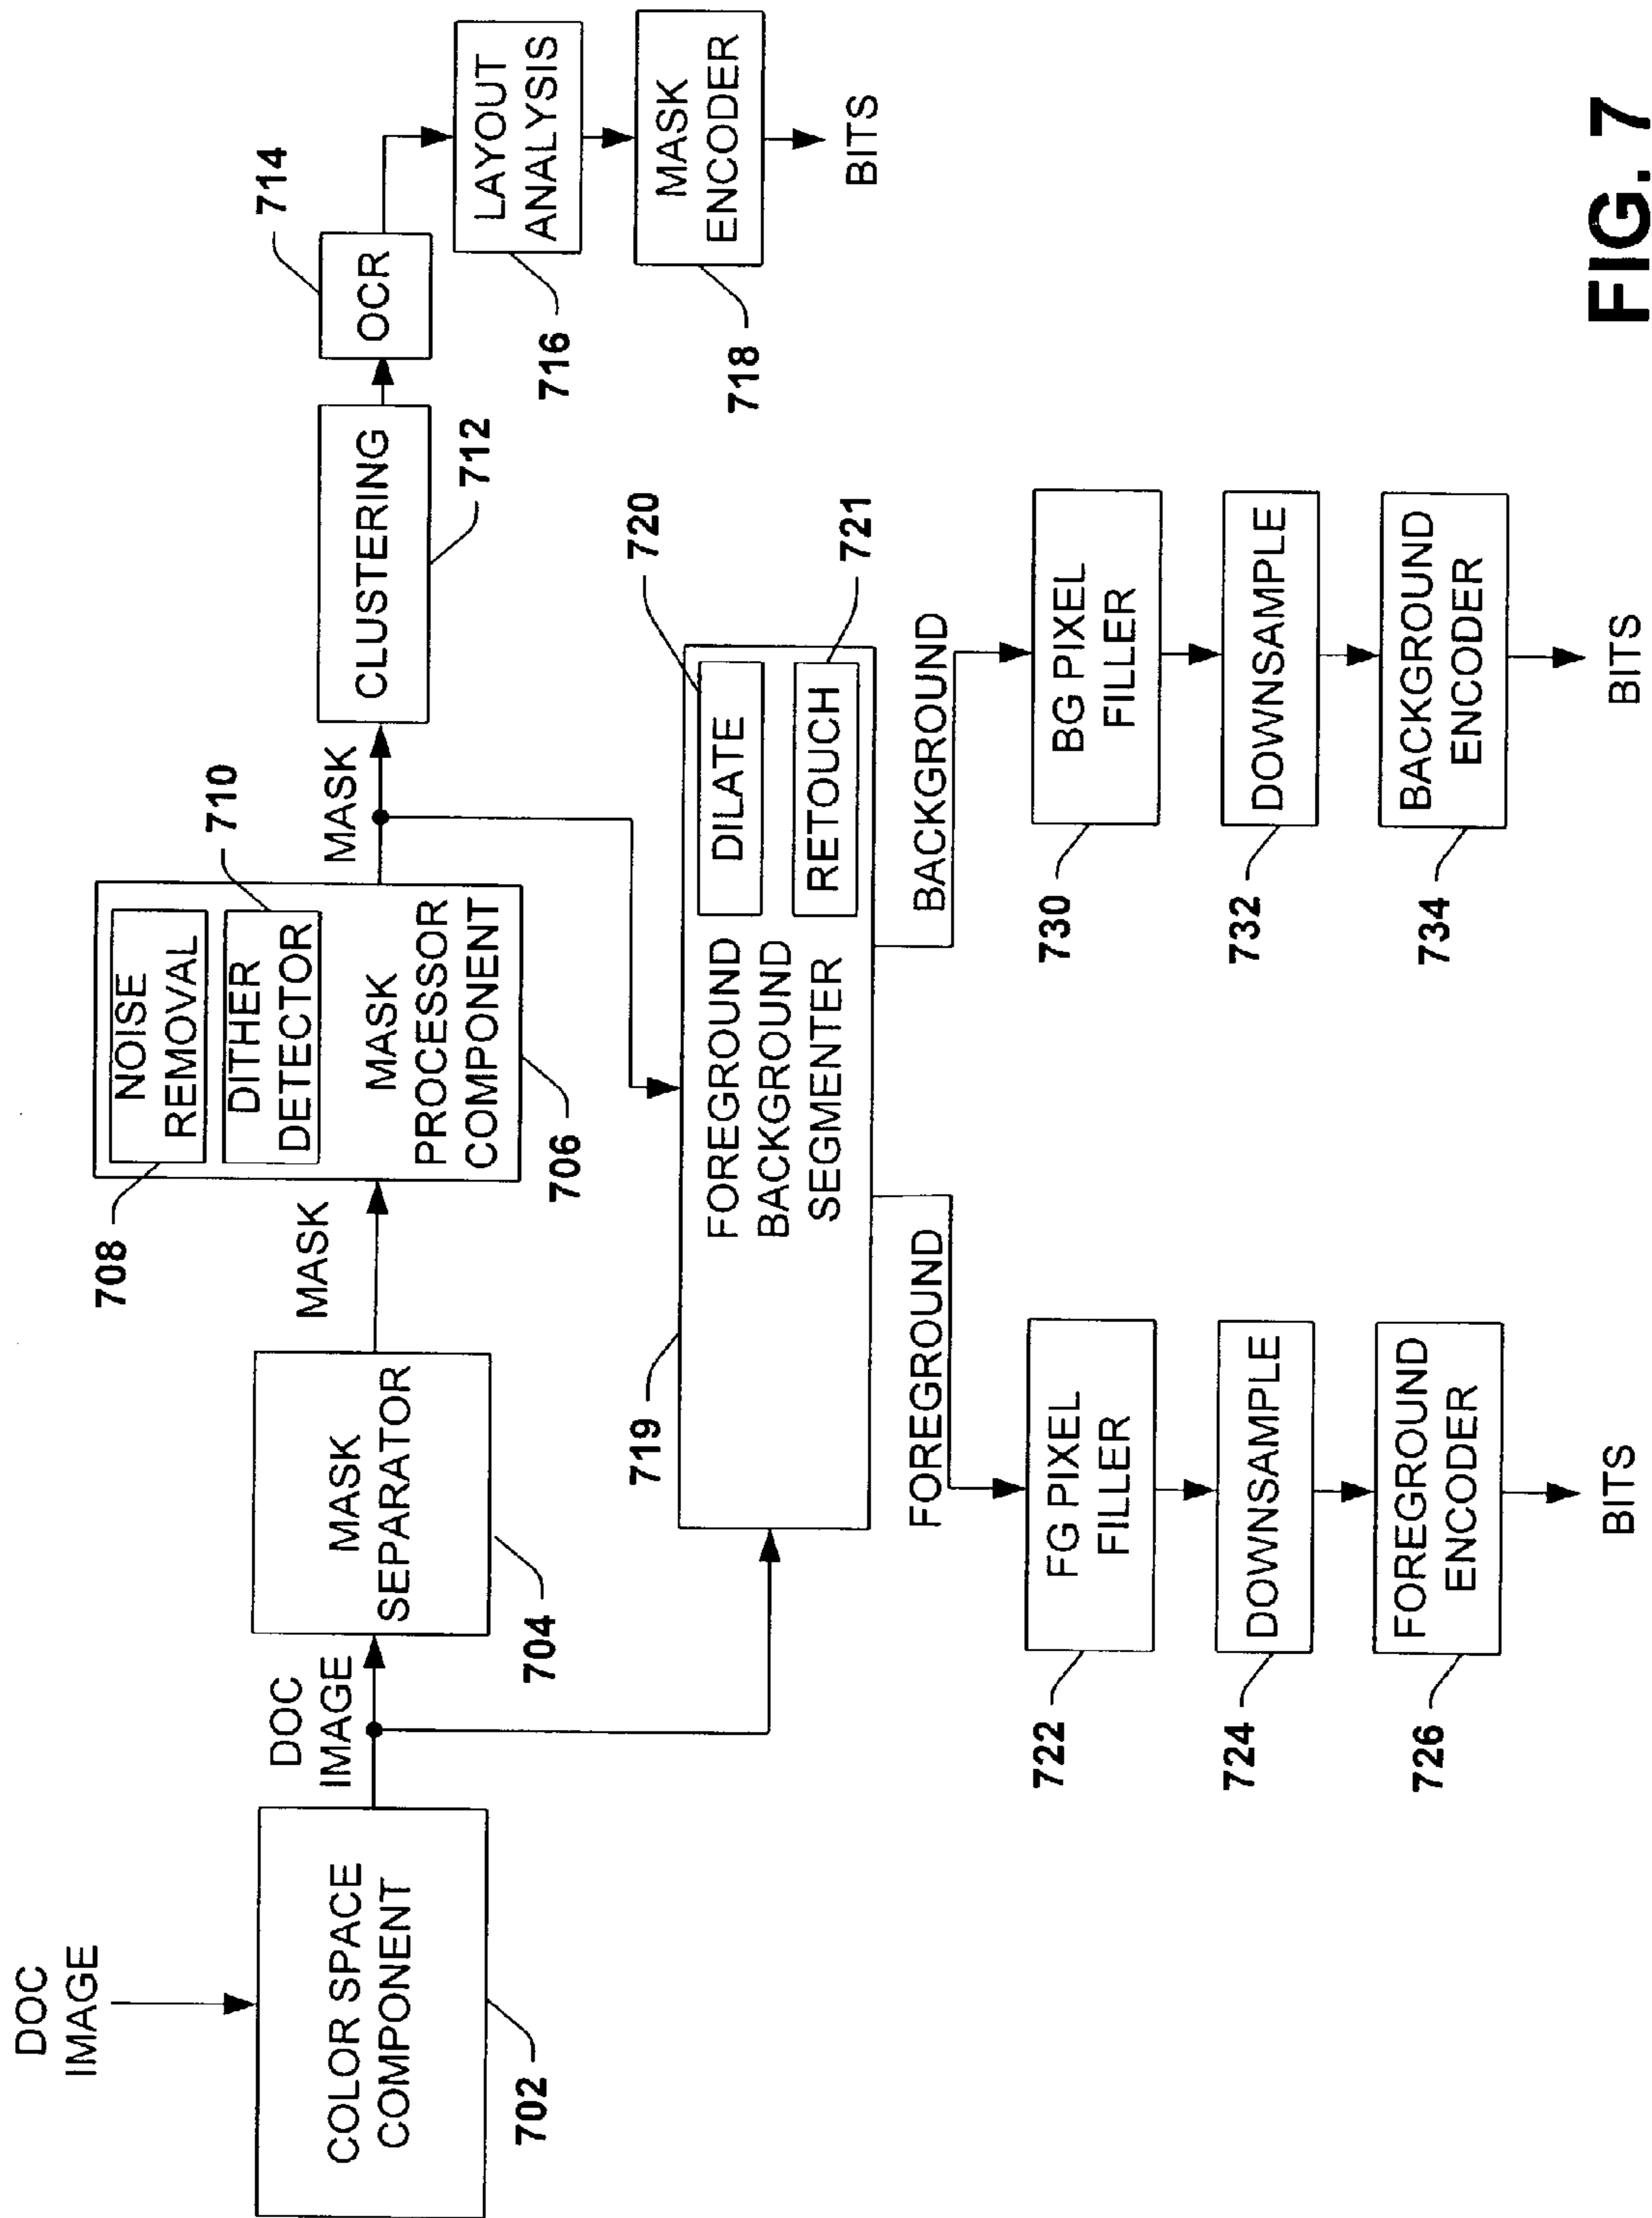 DOC
IMAGE
COLOR SPACE
COMPONENT
702
DOC
IMAGE
MASK
SEPARATOR
704
MASK
708
NOISE
REMOVAL
DITHER
DETECTOR
710
MASK
PROCESSOR
COMPONENT
706
MASK
CLUSTERING
712
OCR
714
LAYOUT
ANALYSIS
716
MASK
ENCODER
718
BITS
719
FOREGROUND
BACKGROUND
SEGMENTER
DILATE
720
RETOUCH
721
FOREGROUND
BACKGROUND
FG PIXEL
FILLER
722
DOWNSAMPLE
724
FOREGROUND
ENCODER
726
BITS
BG PIXEL
FILLER
730
DOWNSAMPLE
732
BACKGROUND
ENCODER
734
BITS
FIG. 7